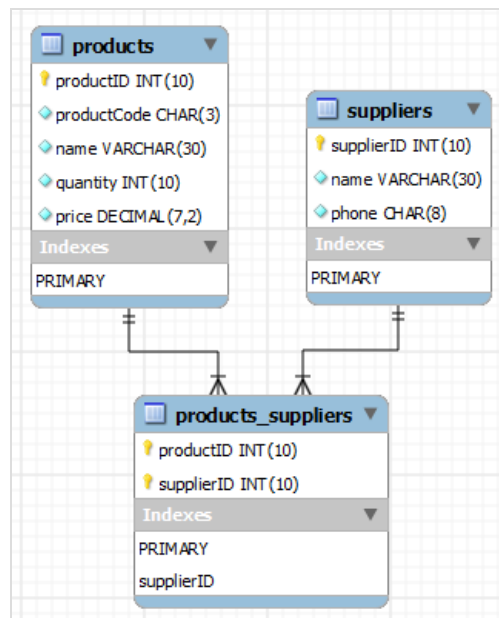 products
productID INT(10)
productCode CHAR(3)
name VARCHAR(30)
quantity INT(10)
price DECIMAL(7,2)
Indexes
PRIMARY
suppliers
supplierID INT(10)
name VARCHAR(30)
phone CHAR(8)
Indexes
PRIMARY
products_suppliers
productID INT(10)
supplierID INT(10)
Indexes
PRIMARY
supplierID